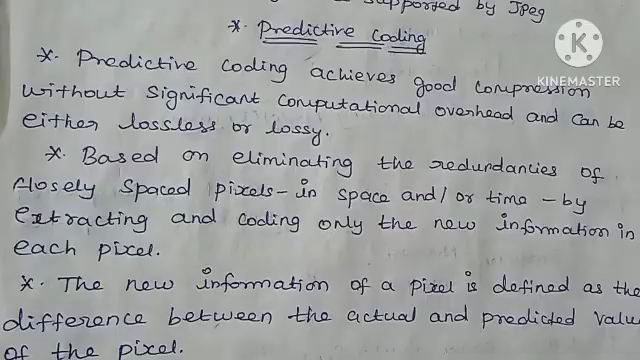 supported by Jpeg
*. Predictive Coding
KINEMASTER
*. Predictive coding achieves good compression
without significant computational overhead and can be
either lossless or lossy.
*. Based on eliminating the redundancies of
closely spaced pixels - in space and/or time - by
extracting and coding only the new information in
each pixel.
*. The new information of a pixel is defined as the
difference between the actual and predicted valu
of the pixel.